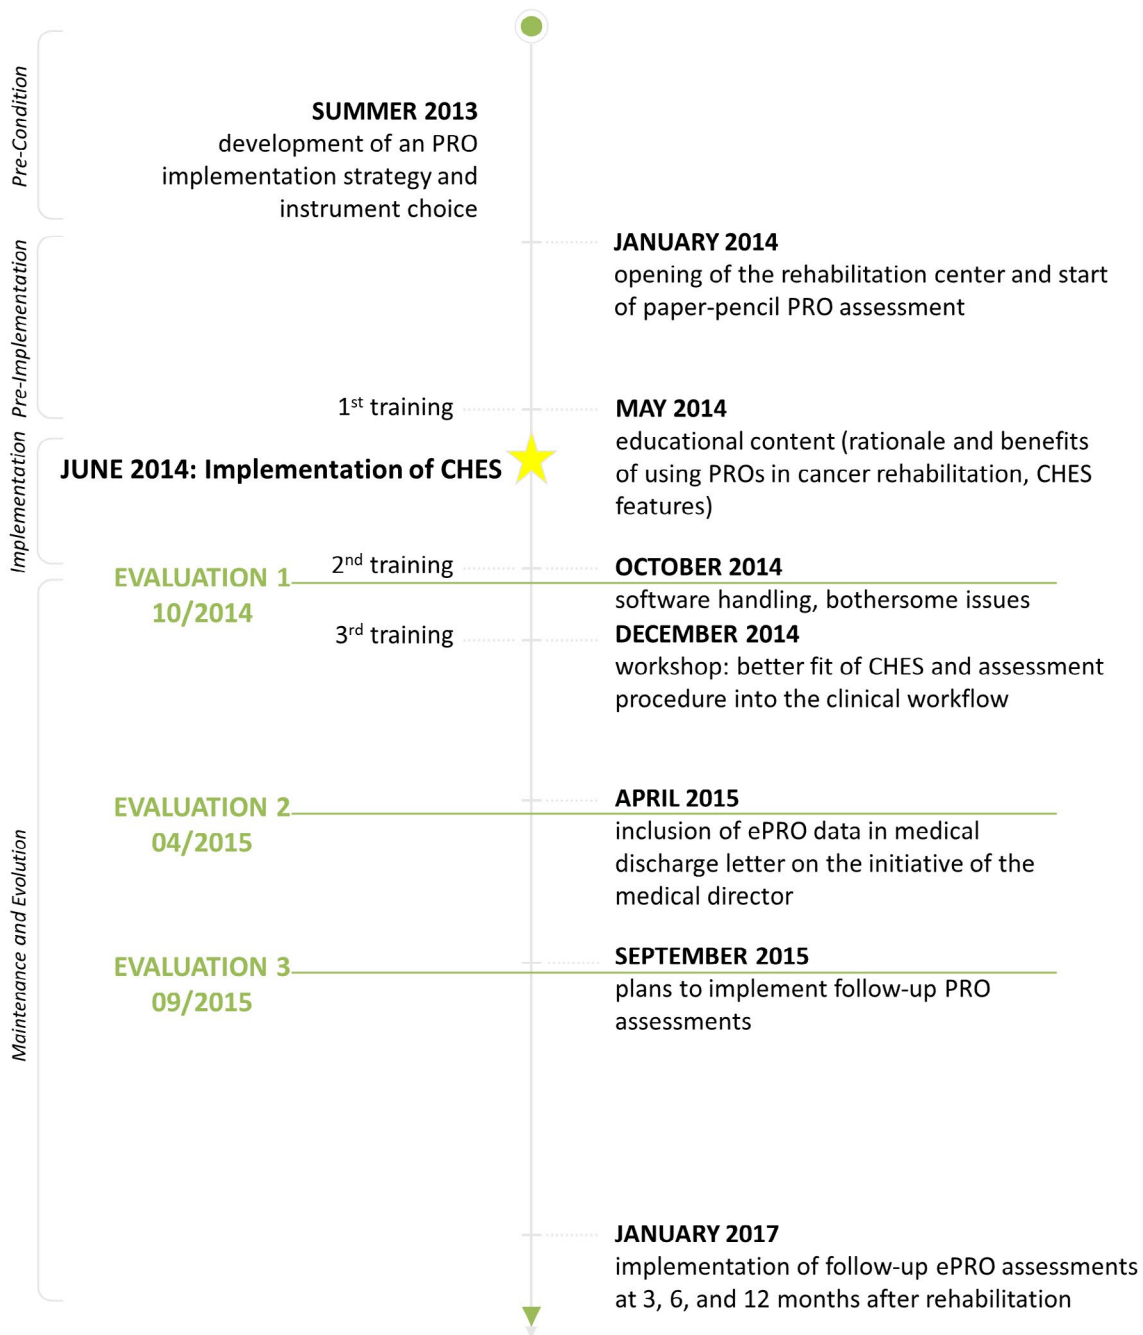 Pre-Condition
SUMMER 2013
development of an PRO
implementation strategy and
instrument choice
Pre-Implementation
JANUARY 2014
opening of the rehabilitation center and start
of paper-pencil PRO assessment
1st training
MAY 2014
educational content (rationale and benefits
of using PROs in cancer rehabilitation, CHES
features)
Implementation
JUNE 2014: Implementation of CHES
2nd training
OCTOBER 2014
software handling, bothersome issues
Maintenance and Evolution
EVALUATION 1
10/2014
3rd training
DECEMBER 2014
workshop: better fit of CHES and assessment
procedure into the clinical workflow
EVALUATION 2
04/2015
APRIL 2015
inclusion of ePRO data in medical
discharge letter on the initiative of the
medical director
EVALUATION 3
09/2015
SEPTEMBER 2015
plans to implement follow-up PRO
assessments
JANUARY 2017
implementation of follow-up ePRO assessments
at 3, 6, and 12 months after rehabilitation